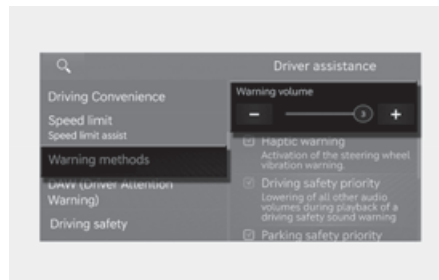 Driver assistance
Driving Convenience
Speed limit
Speed limit assist
Warning methods
DAW (Driver Attention
Warning)
Driving safety
Warning volume
3
Haptic warning
Activation of the steering wheel
vibration warning.
Driving safety priority
Lowering of all other audio
volumes during playback of a
driving safety sound warning
Parking safety priority